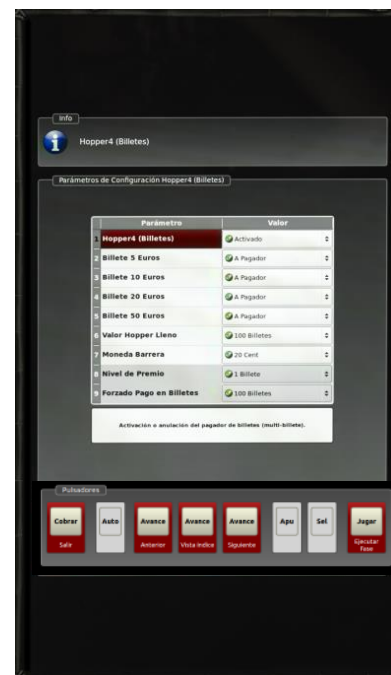 Info
Hopper4 (Billetes)
Parámetros de Configuración Hopper4 (Billetes)
Parámetro Valor
1 Hopper4 (Billetes) Activado
2 Billete 5 Euros A Pagador
3 Billete 10 Euros A Pagador
4 Billete 20 Euros A Pagador
5 Billete 50 Euros A Pagador
6 Valor Hopper Lleno 100 Billetes
7 Moneda Barrera 20 Cent
8 Nivel de Premio 1 Billete
9 Forzado Pago en Billetes 100 Billetes
Activación o anulación del pagador de billetes (multi-billete).
Pulsadores
Cobrar Auto Avance Avance Avance Apu Sel Jugar
Salir Anterior Vista Indice Siguiente Ejecutar
Fase